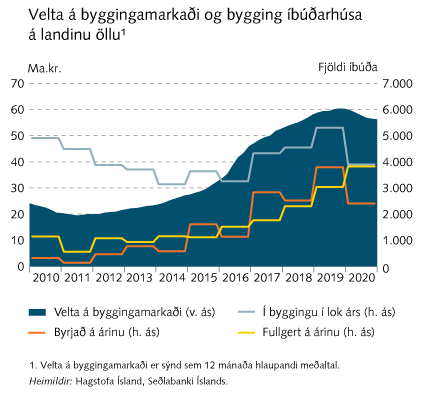 Velta á byggingamarkaði og bygging íbúðarhúsa
á landinu öllu¹
Ma.kr. Fjöldi íbúða
70 7.000
60 6.000
50 5.000
40 4.000
30 3.000
20 2.000
10 1.000
0 0
2010 2011 2012 2013 2014 2015 2016 2017 2018 2019 2020
Velta á byggingamarkaði (v. ás) Í byggingu í lok árs (h. ás)
Byrjað á árinu (h. ás) Fullgert á árinu (h. ás)
1. Velta á byggingamarkaði er sýnd sem 12 mánaða hlaupandi meðaltal.
Heimildir: Hagstofa Ísland, Seðlabanki Íslands.